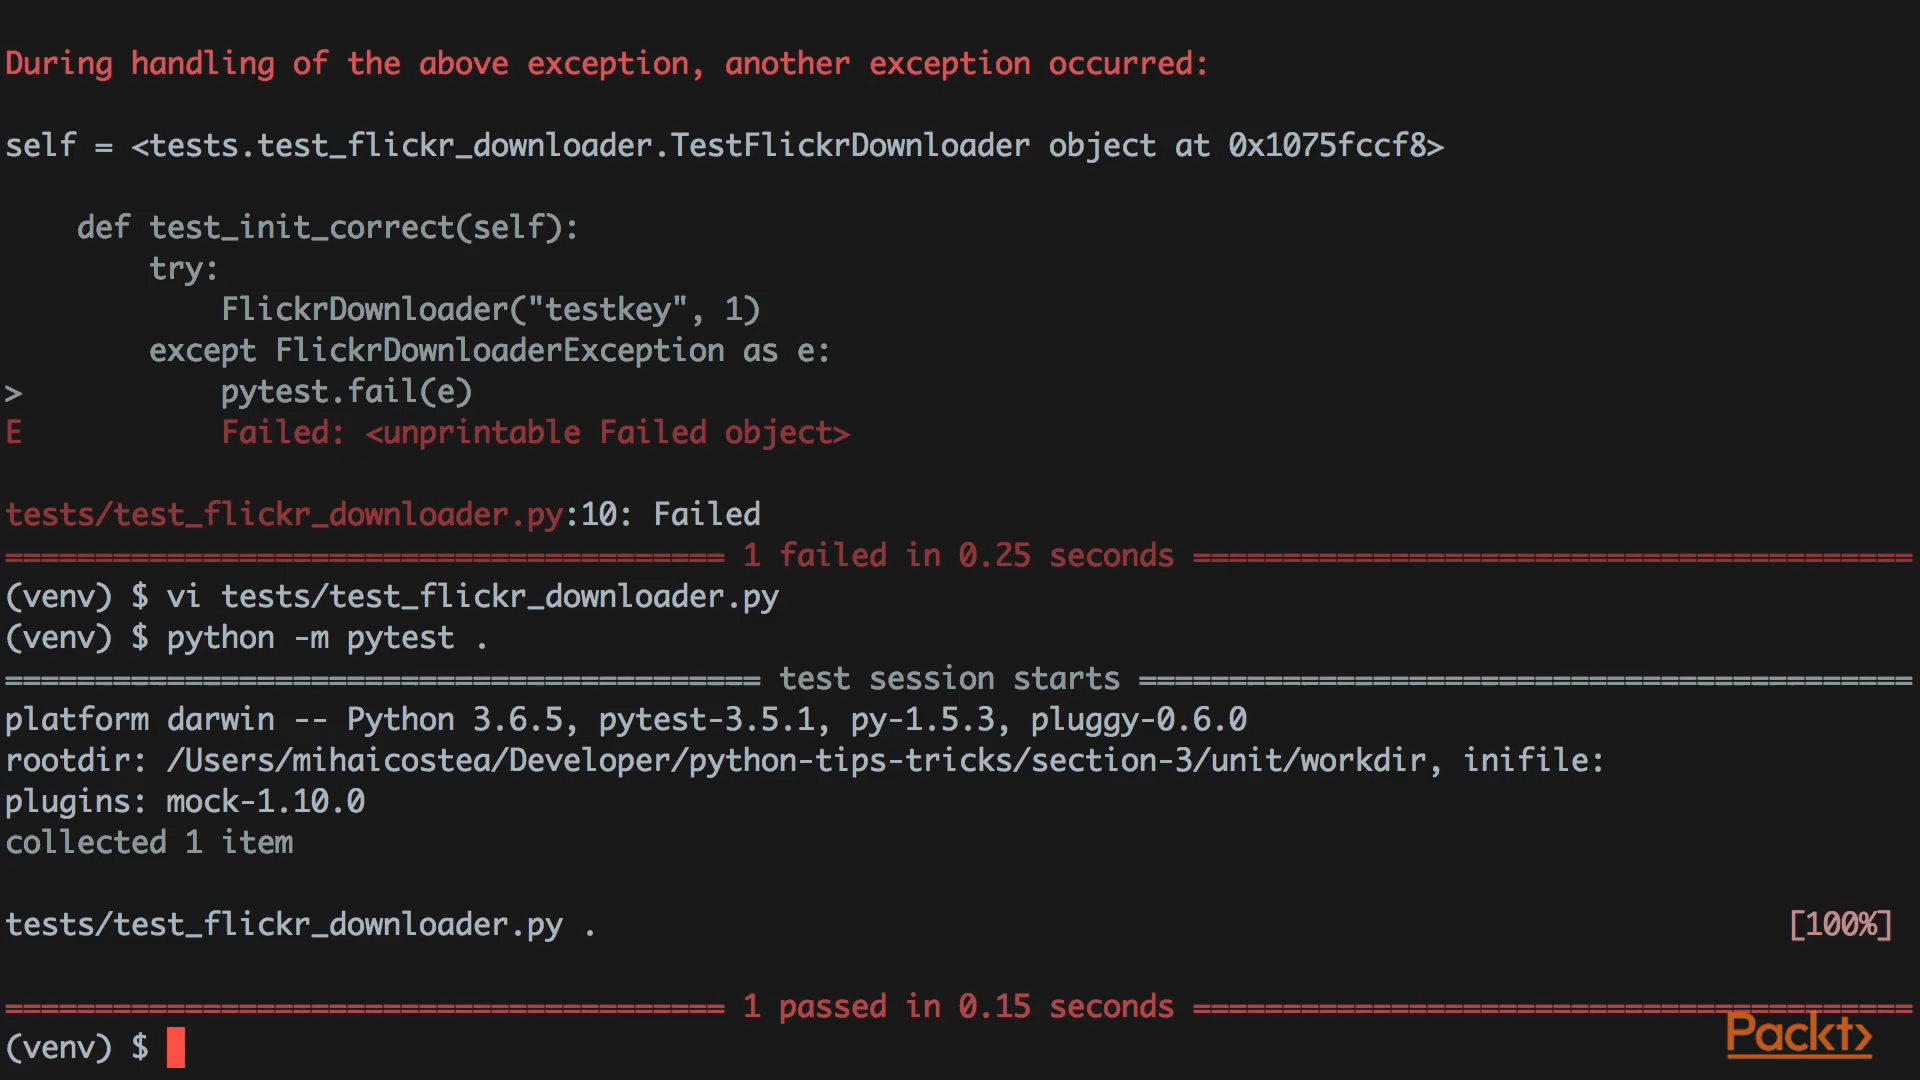 During handling of the above exception, another exception occurred:
self = <tests.test_flickr_downloader.TestFlickrDownloader object at 0x1075fccf8>
    def test_init_correct(self):
        try:
            FlickrDownloader("testkey", 1)
        except FlickrDownloaderException as e:
>           pytest.fail(e)
E           Failed: <unprintable Failed object>
tests/test_flickr_downloader.py:10: Failed
======================================== 1 failed in 0.25 seconds ========================================
(venv) $ vi tests/test_flickr_downloader.py
(venv) $ python -m pytest .
========================================== test session starts ===========================================
platform darwin -- Python 3.6.5, pytest-3.5.1, py-1.5.3, pluggy-0.6.0
rootdir: /Users/mihaicostea/Developer/python-tips-tricks/section-3/unit/workdir, inifile:
plugins: mock-1.10.0
collected 1 item
tests/test_flickr_downloader.py . [100%]
======================================== 1 passed in 0.15 seconds ========================================
(venv) $
Packt>